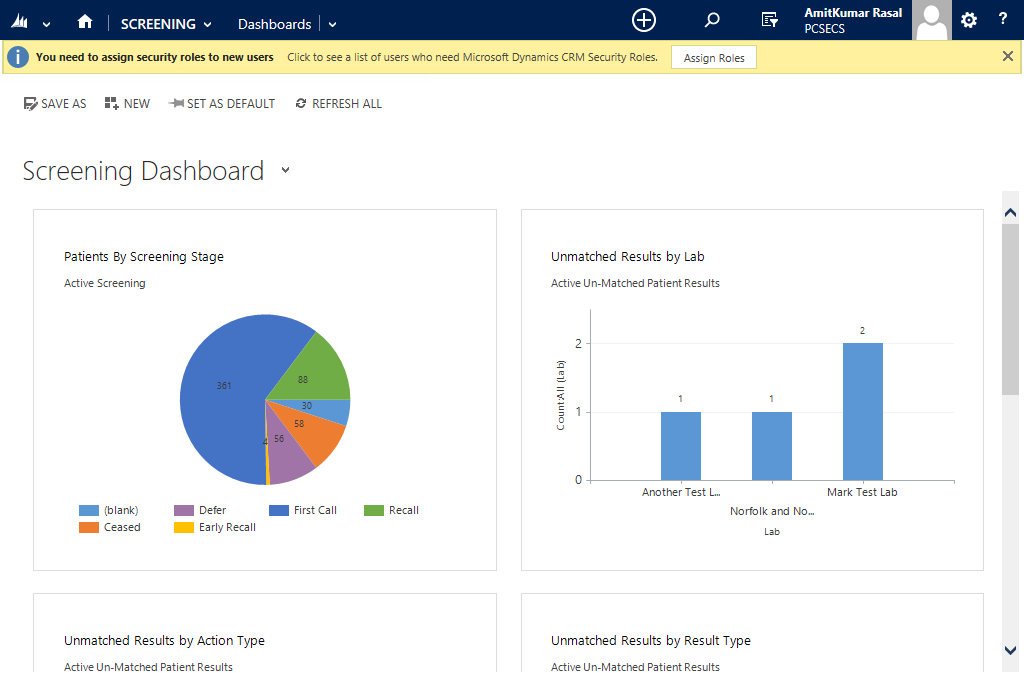 SCREENING Dashboards AmitKumar Rasal
PCSECS
?
i You need to assign security roles to new users Click to see a list of users who need Microsoft Dynamics CRM Security Roles. Assign Roles
SAVE AS NEW SET AS DEFAULT REFRESH ALL
Screening Dashboard
Patients By Screening Stage
Active Screening
361
88
30
58
56
4
(blank) Defer First Call Recall
Ceased Early Recall
Unmatched Results by Lab
Active Un-Matched Patient Results
2
2
1 1
1
0
Count:All (Lab)
Another Test L... Mark Test Lab
Norfolk and No...
Lab
Unmatched Results by Action Type
Active Un-Matched Patient Results
Unmatched Results by Result Type
Active Un-Matched Patient Results